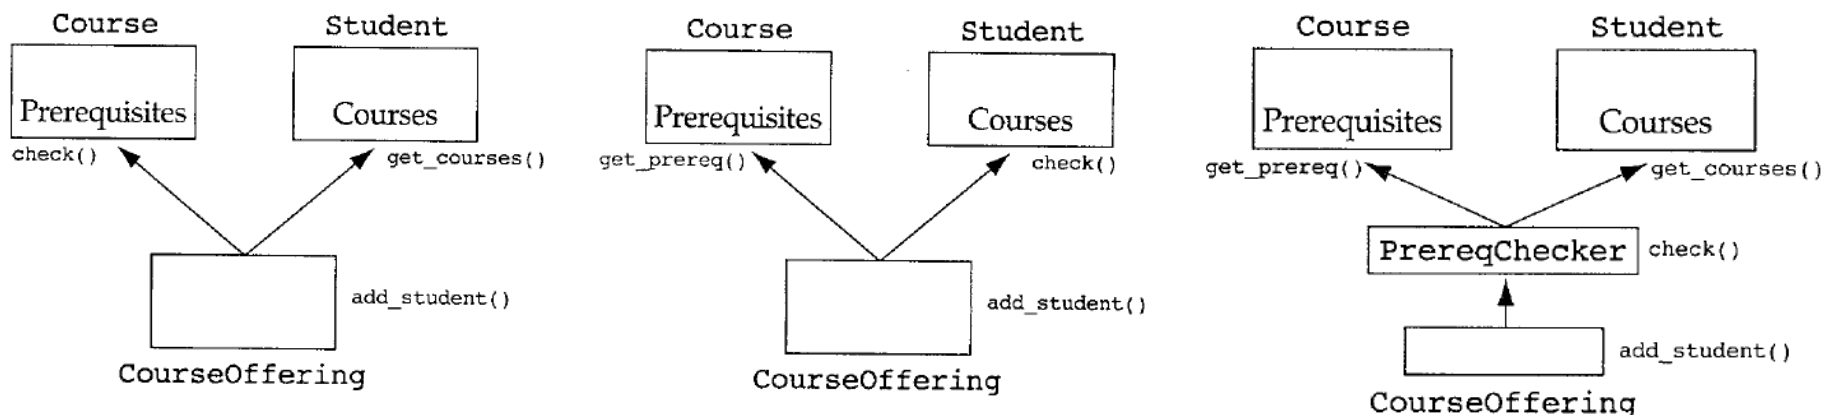 Course
Student
Prerequisites
Courses
check()
get_courses()
add_student()
CourseOffering
Course
Student
Prerequisites
Courses
get_prereq()
check()
add_student()
CourseOffering
Course
Student
Prerequisites
Courses
get_prereq()
get_courses()
PrereqChecker
check()
add_student()
CourseOffering